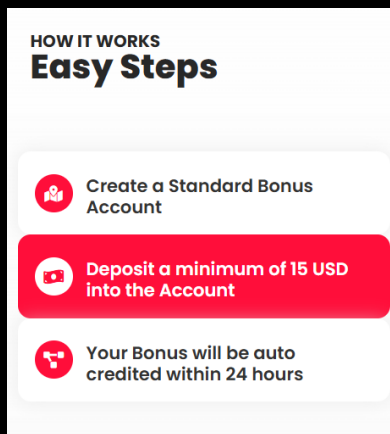 HOW IT WORKS
Easy Steps
Create a Standard Bonus
Account
Deposit a minimum of 15 USD
into the Account
Your Bonus will be auto
credited within 24 hours